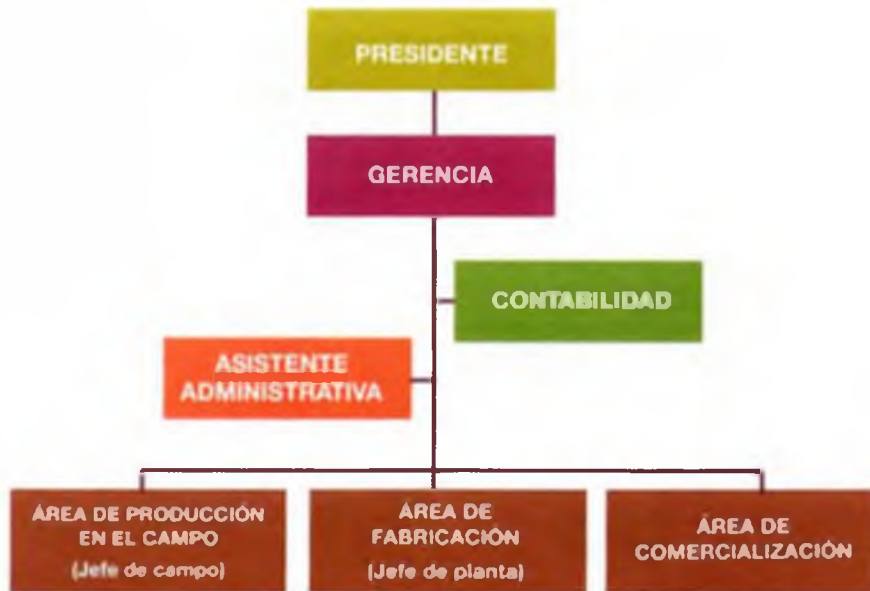 PRESIDENTE
GERENCIA
CONTABILIDAD
ASISTENTE
ADMINISTRATIVA
ÁREA DE PRODUCCIÓN
EN EL CAMPO
(Jefe de campo)
ÁREA DE
FABRICACIÓN
(Jefe de planta)
ÁREA DE
COMERCIALIZACIÓN